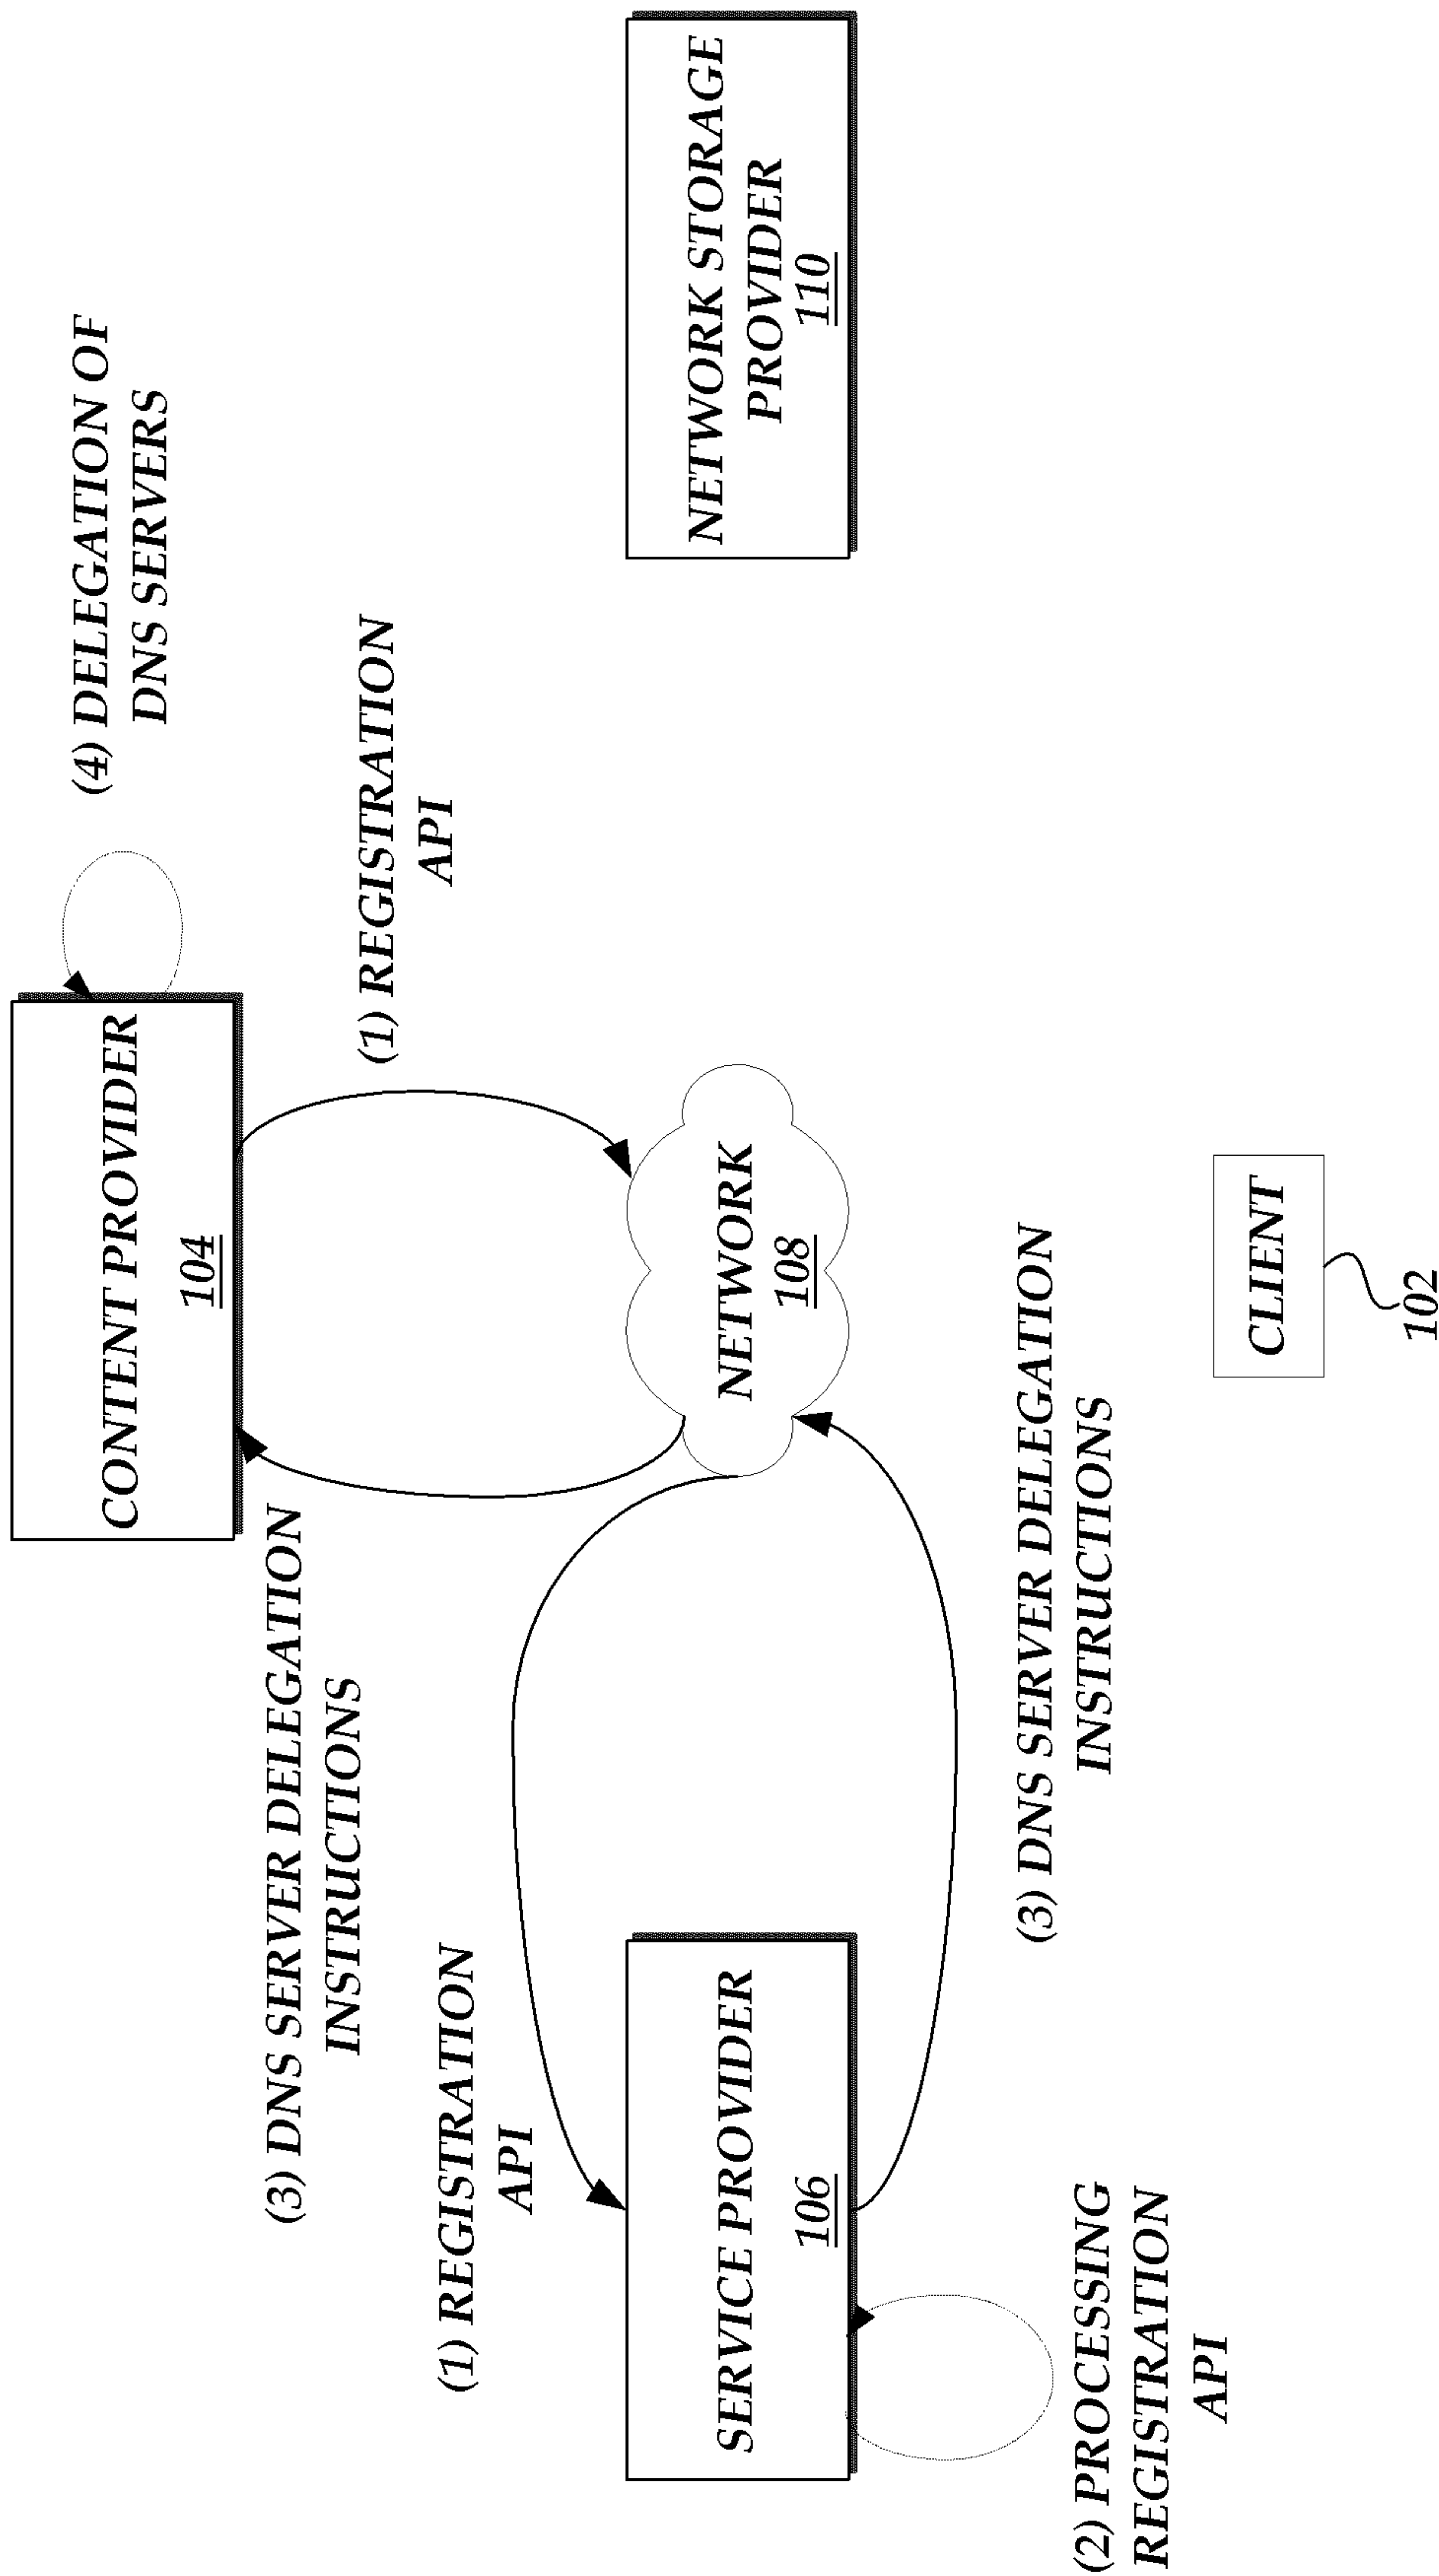 CONTENT PROVIDER
104
(4) DELEGATION OF
DNS SERVERS
(3) DNS SERVER DELEGATION
INSTRUCTIONS
(1) REGISTRATION
API
(1) REGISTRATION
API
SERVICE PROVIDER
106
NETWORK
108
NETWORK STORAGE
PROVIDER
110
(3) DNS SERVER DELEGATION
INSTRUCTIONS
(2) PROCESSING
REGISTRATION
API
CLIENT
102